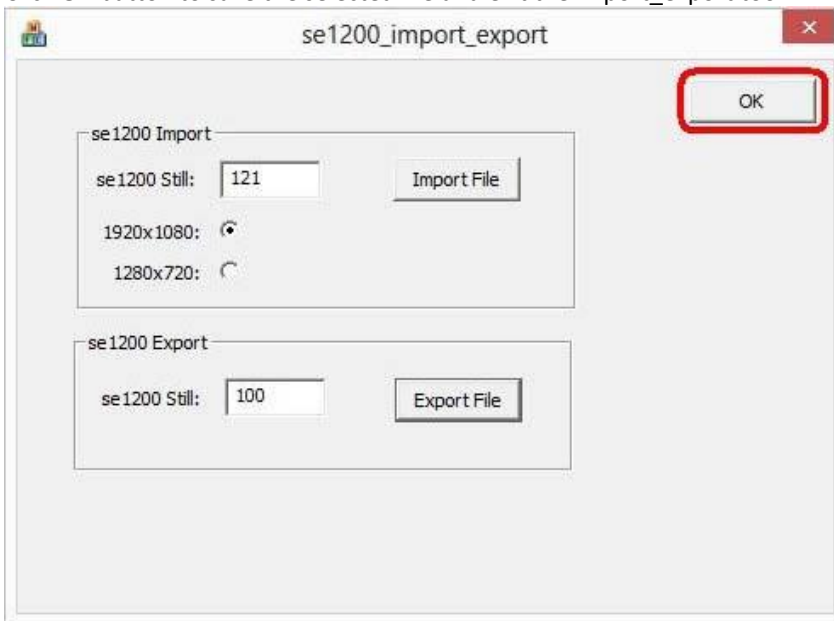 se1200_import_export
OK
se1200 Import
se1200 Still: 121 Import File
1920x1080:
1280x720:
se1200 Export
se1200 Still: 100 Export File